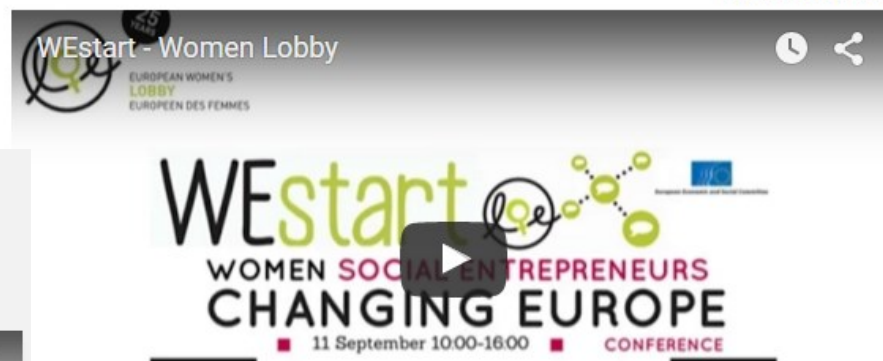 25
YEARS
WEstart - Women Lobby
EUROPEAN WOMEN'S
LOBBY
EUROPEEN DES FEMMES
WEstart
European Economic and Social Committee
WOMEN SOCIAL ENTREPRENEURS
CHANGING EUROPE
11 September 10:00-16:00 CONFERENCE